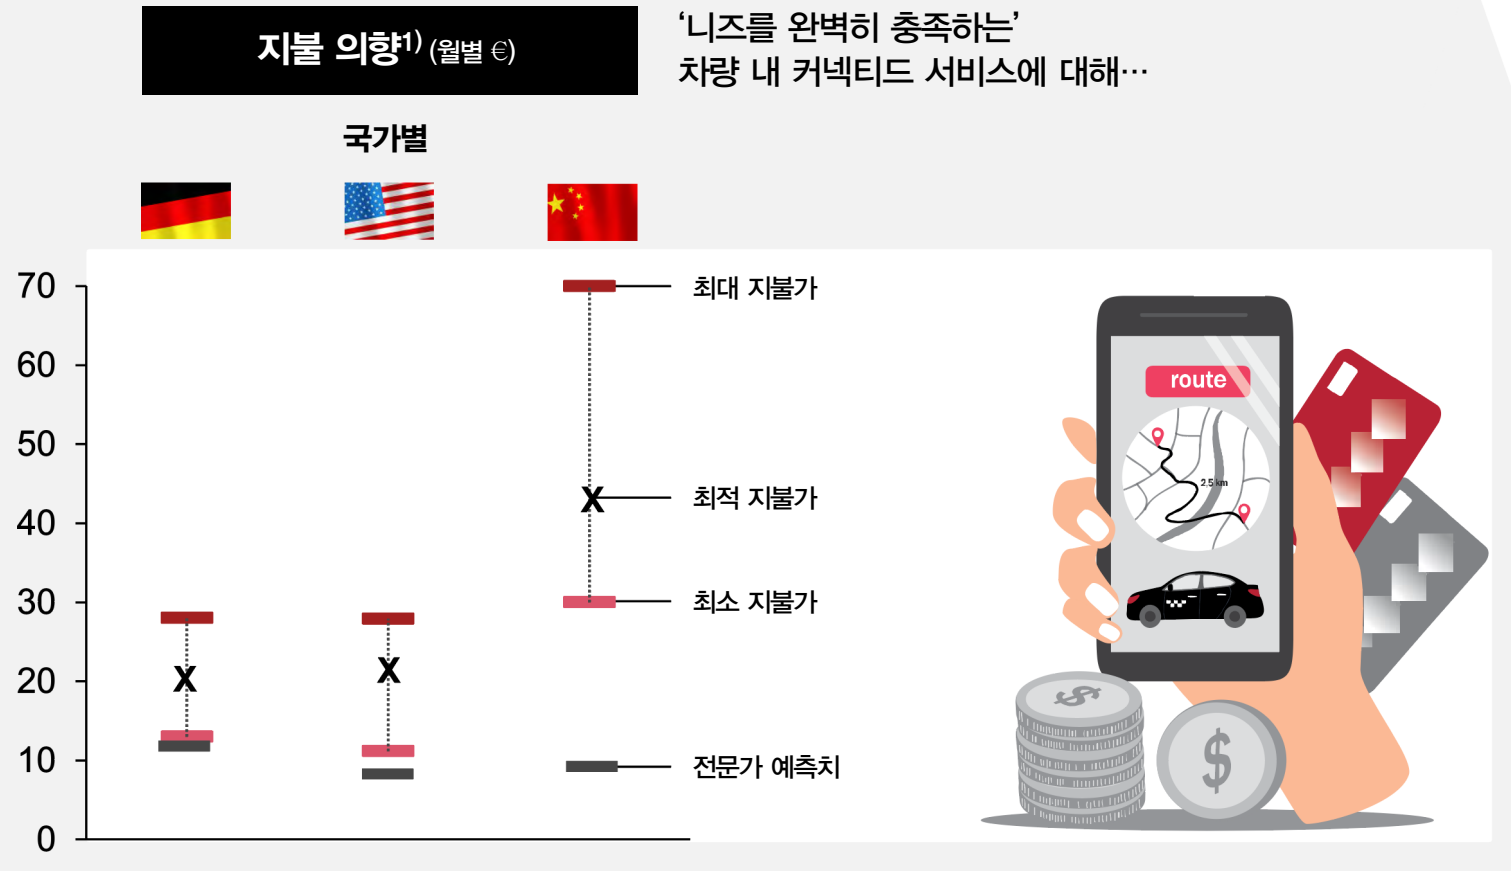 지불 의향1) (월별 €)
‘니즈를 완벽히 충족하는’
차량 내 커넥티드 서비스에 대해…
국가별
70
60
50
40
30
20
10
0
X
X
X
최대 지불가
최적 지불가
최소 지불가
전문가 예측치
route
2,5 km
$
$